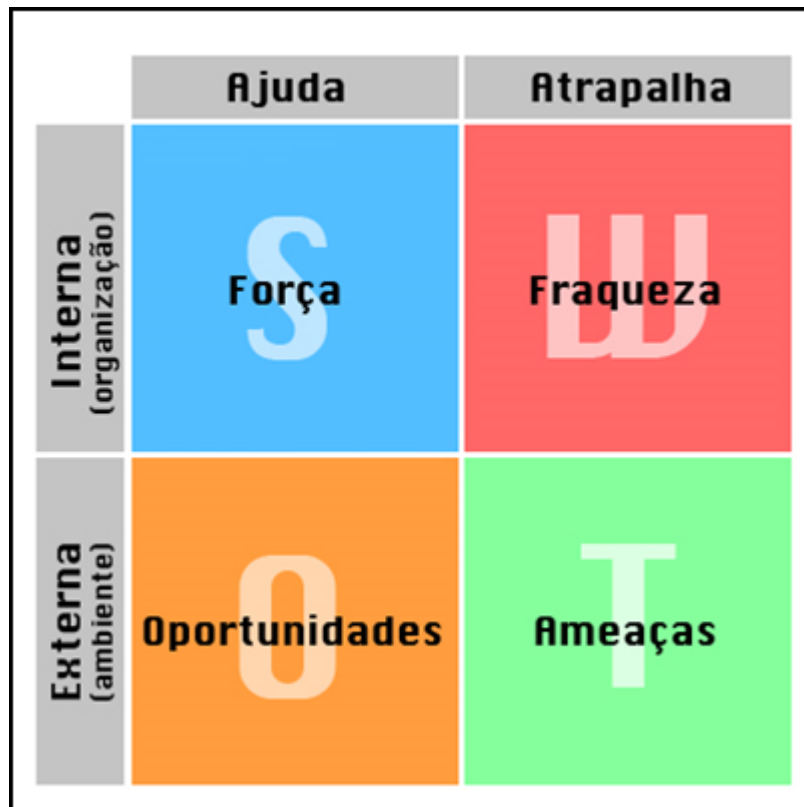 Ajuda
Atrapalha
Interna
(organização)
S
Força
W
Fraqueza
Externa
(ambiente)
O
Oportunidades
T
Ameaças